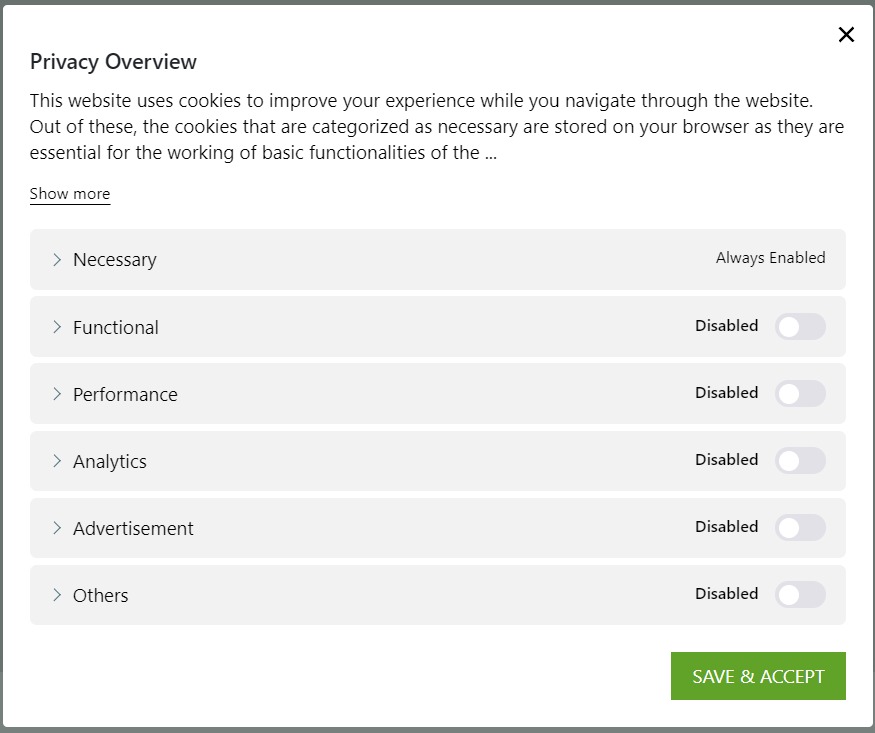 Privacy Overview
This website uses cookies to improve your experience while you navigate through the website.
Out of these, the cookies that are categorized as necessary are stored on your browser as they are
essential for the working of basic functionalities of the ...
Show more
Necessary Always Enabled
Functional Disabled
Performance Disabled
Analytics Disabled
Advertisement Disabled
Others Disabled
SAVE & ACCEPT